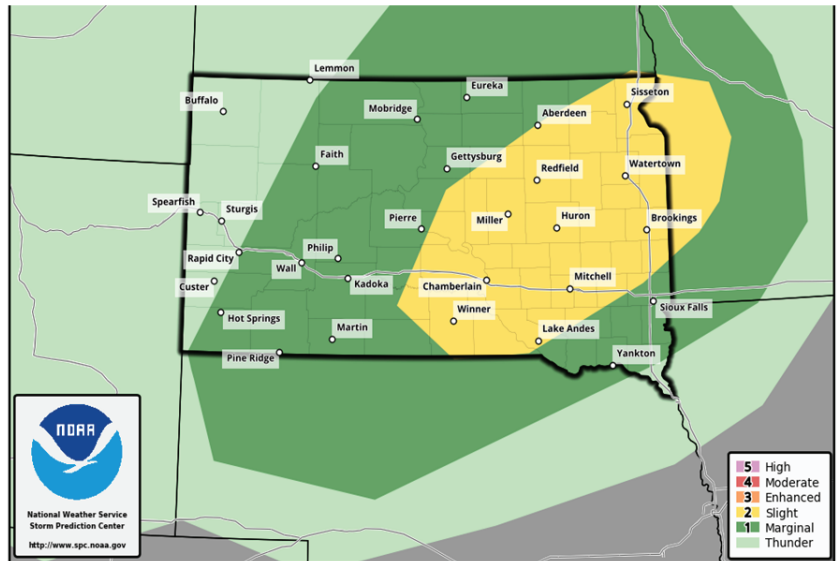 Lemmon
Buffalo
Eureka
Mobridge
Sisseton
Aberdeen
Faith
Gettysburg
Redfield
Watertown
Spearfish
Sturgis
Pierre
Miller
Huron
Brookings
Rapid City
Philip
Wall
Custer
Kadoka
Chamberlain
Mitchell
Hot Springs
Winner
Sioux Falls
Martin
Lake Andes
Pine Ridge
Yankton
NOAA
National Weather Service
Storm Prediction Center
http://www.spc.noaa.gov
5 High
4 Moderate
3 Enhanced
2 Slight
1 Marginal
Thunder